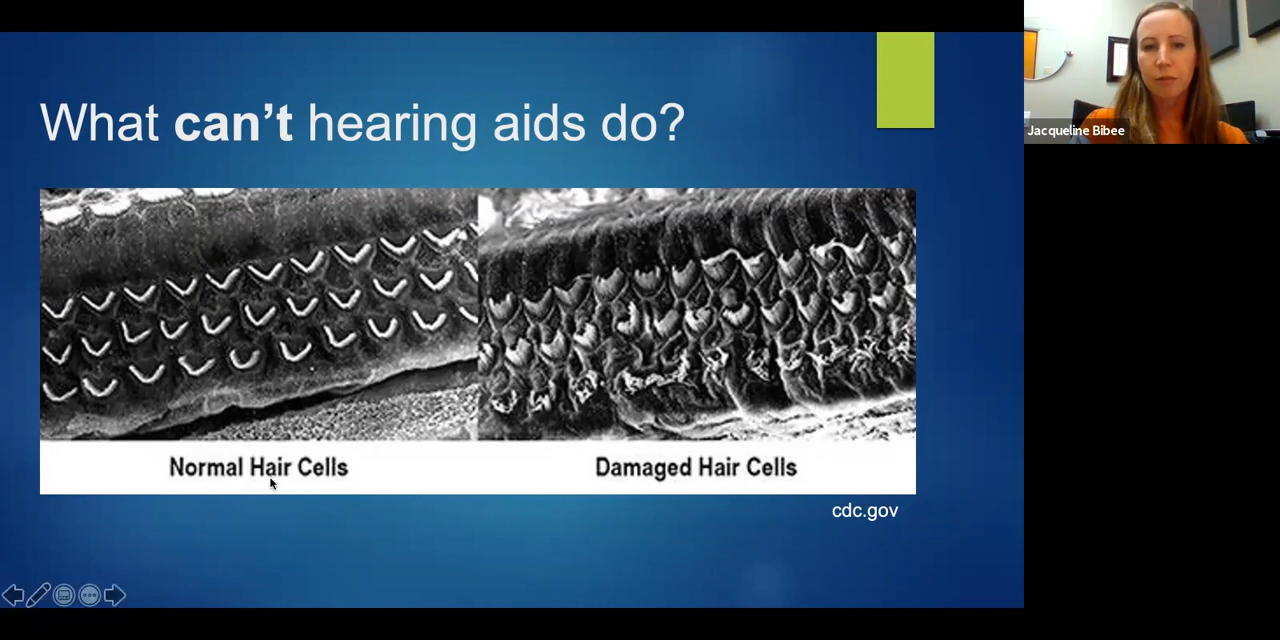 What can't hearing aids do?
Jacqueline Bibee
Normal Hair Cells
Damaged Hair Cells
cdc.gov